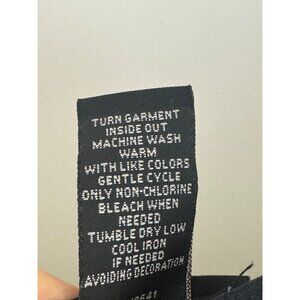 TURN GARMENT
INSIDE OUT
MACHINE WASH
WARM
WITH LIKE COLORS
GENTLE CYCLE
ONLY NON-CHLORINE
BLEACH WHEN
NEEDED
TUMBLE DRY LOW
COOL IRON
IF NEEDED
AVOIDING DECORATION